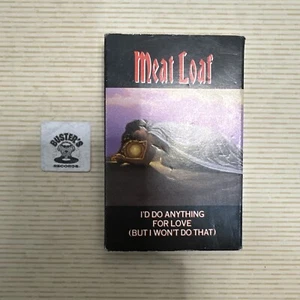 Meat Loaf
BUSTER'S
RECORDS
I'D DO ANYTHING
FOR LOVE
(BUT I WON'T DO THAT)